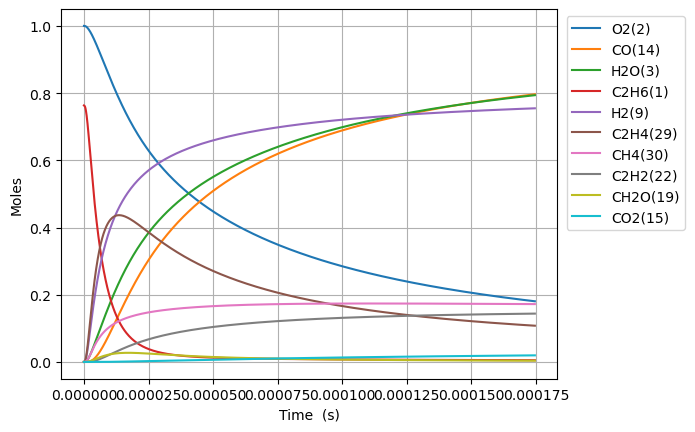 1.0
0.8
0.6
0.4
0.2
0.0
Moles
0.000000
0.000025
0.000050
0.000075
0.000100
0.000125
0.000150
0.000175
Time  (s)
O2(2)
CO(14)
H2O(3)
C2H6(1)
H2(9)
C2H4(29)
CH4(30)
C2H2(22)
CH2O(19)
CO2(15)